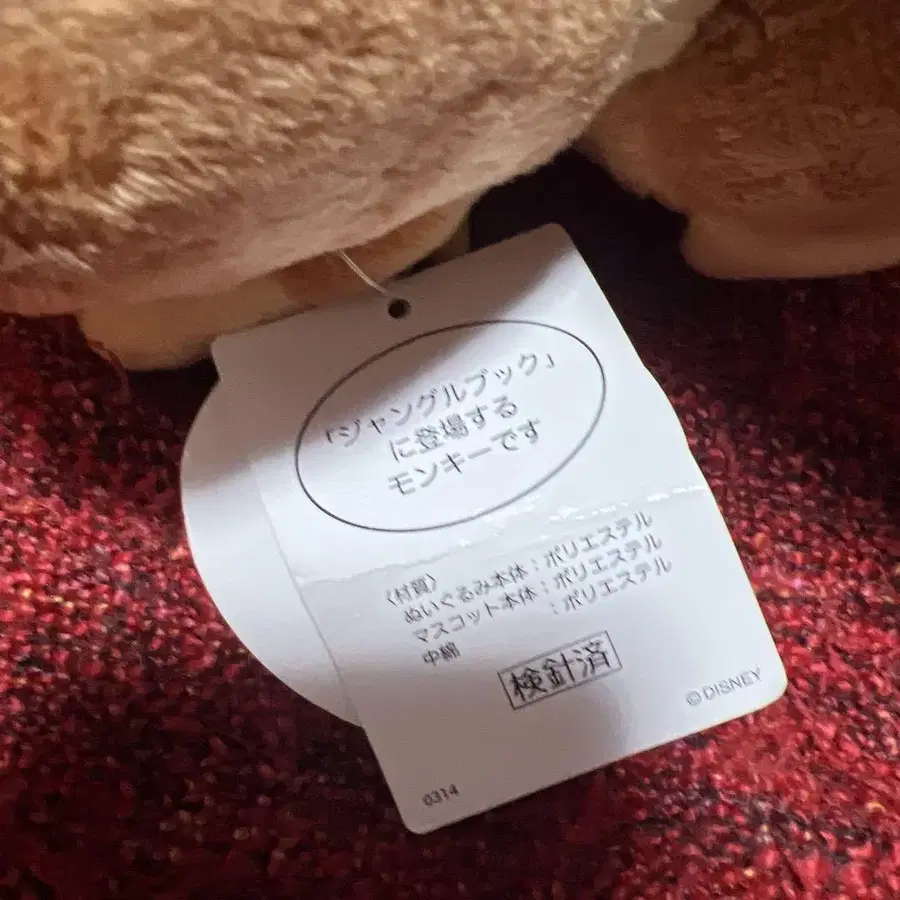 「ジャングルブック」
に登場する
モンキーです
〈材質〉
ぬいぐるみ本体：ポリエステル
マスコット本体：ポリエステル
中綿　　　　　：ポリエステル
検針済
©DISNEY
0314